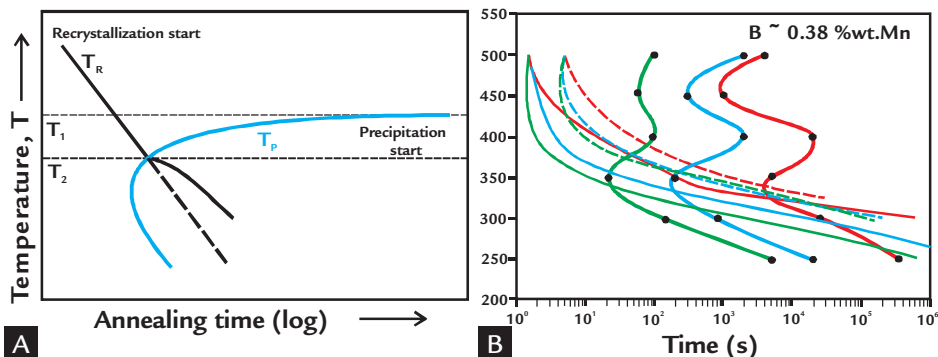 Recrystallization start
T_R
T_1
T_P
Precipitation
start
T_2
Temperature, T
Annealing time (log)
A
B ~ 0.38 %wt.Mn
550
500
450
400
350
300
250
200
10^0
10^1
10^2
10^3
10^4
10^5
10^6
Time (s)
B